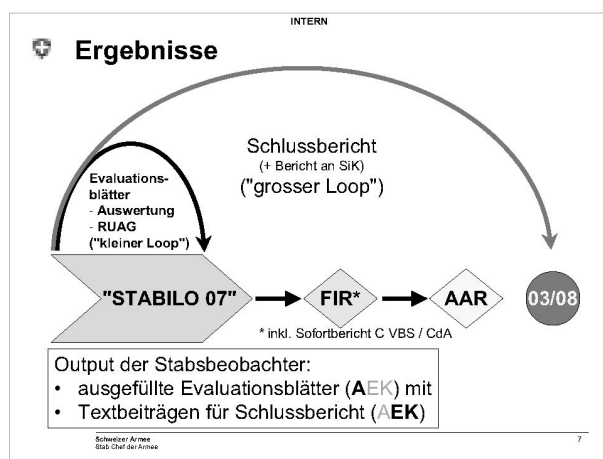 INTERN
Ergebnisse
Schlussbericht
(+ Bericht an SiK)
("grosser Loop")
Evaluations-
blätter
- Auswertung
- RUAG
("kleiner Loop")
"STABILO 07"
FIR*
AAR
03/08
* inkl. Sofortbericht C VBS / CdA
Output der Stabsbeobachter:
• ausgefüllte Evaluationsblätter (AEK) mit
• Textbeiträgen für Schlussbericht (AEK)
Schweizer Armee
Stab Chef der Armee
7